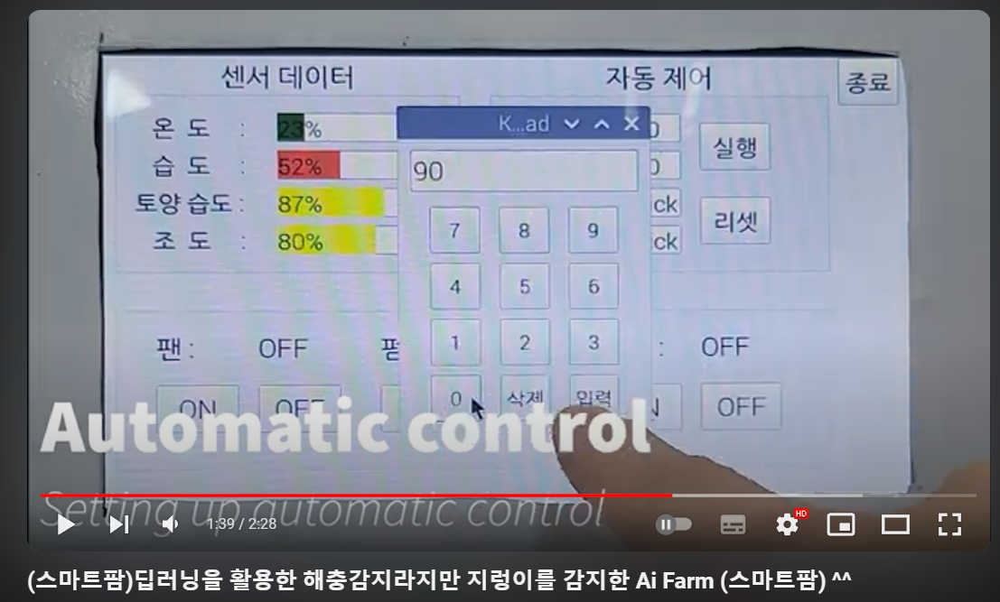 센서 데이터
자동 제어
종료
온 도 : 23%
습 도 : 52%
토양 습도 : 87%
조 도 : 80%
실행
리셋
ck
ck
K...ad
90
7 8 9
4 5 6
1 2 3
0 삭제 입력
팬 : OFF
: OFF
ON OFF
OFF
Automatic control
Setting up automatic control
1:39 / 2:28
HD
(스마트팜)딥러닝을 활용한 해충감지라지만 지렁이를 감지한 Ai Farm (스마트팜) ^^